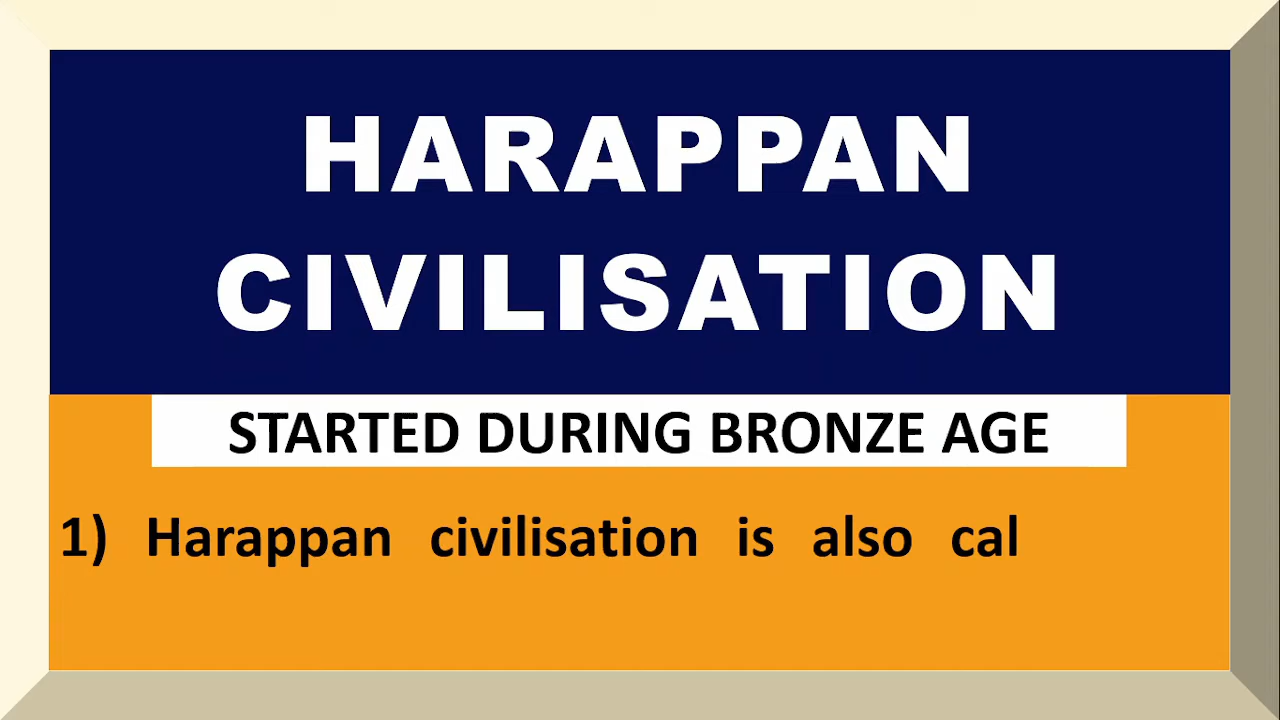 HARAPPAN
CIVILISATION
STARTED DURING BRONZE AGE
1) Harappan civilisation is also cal